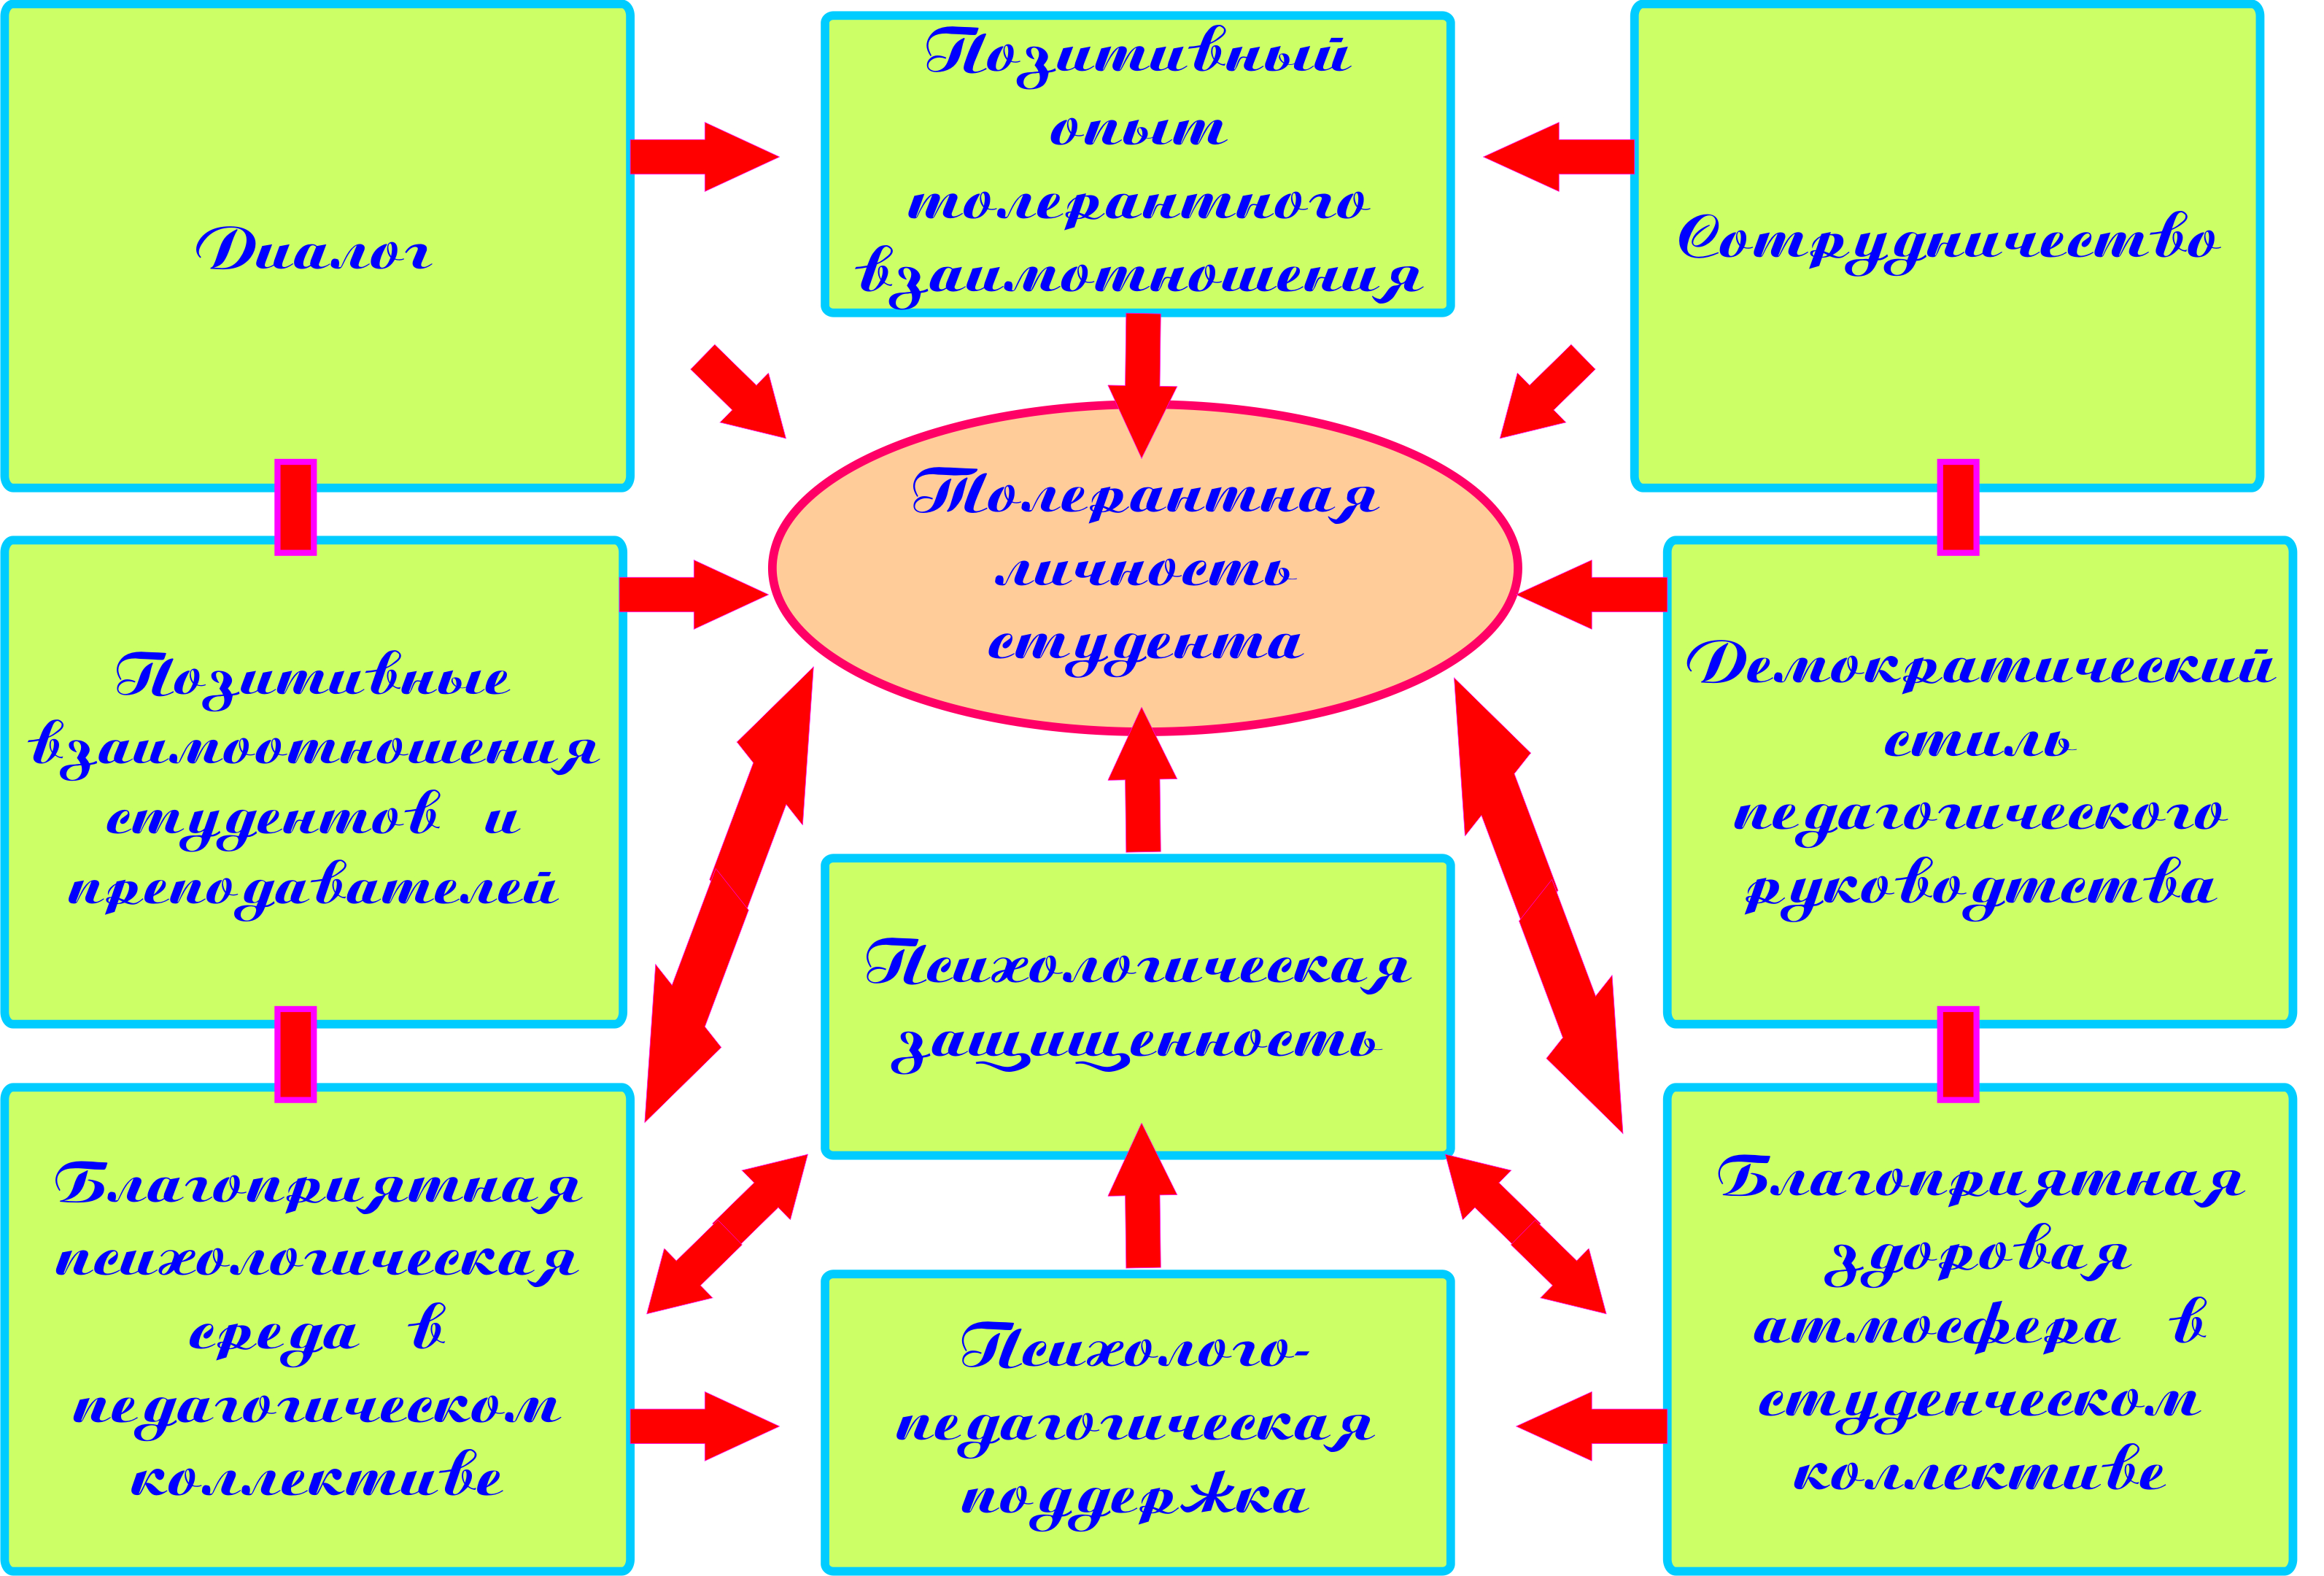 Диалог
Позитивный
опыт
толерантного
взаимотношения
Сотрудничество
Толерантная
личность
студента
Позитивные
взаимоотношения
студентов и
преподавателей
Демократический
стиль
педагогического
руководтства
Психологическая
защищенность
Благоприятная
психологическая
среда в
педагогическом
коллективе
Психолого-
педагогическая
поддержка
Благоприятная
здоровая
атмосфера в
студенческом
коллективе